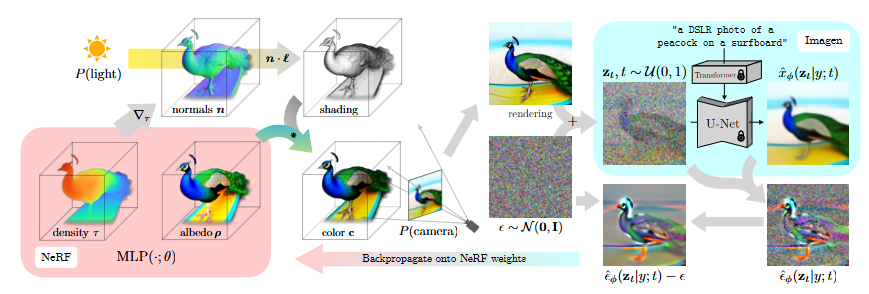 "a DSLR photo of a
peacock on a surfboard"
Imagen
P(light)
n · ℓ
z_t, t ∼ U(0, 1)
Transformer
x̂_ϕ(z_t|y; t)
normals n
shading
rendering
U-Net
∇_τ
*
+
density τ
albedo ρ
color c
P(camera)
ϵ ∼ N(0, I)
NeRF
MLP(·; θ)
Backpropagate onto NeRF weights
ϵ̂_ϕ(z_t|y; t) − ϵ
ϵ̂_ϕ(z_t|y; t)